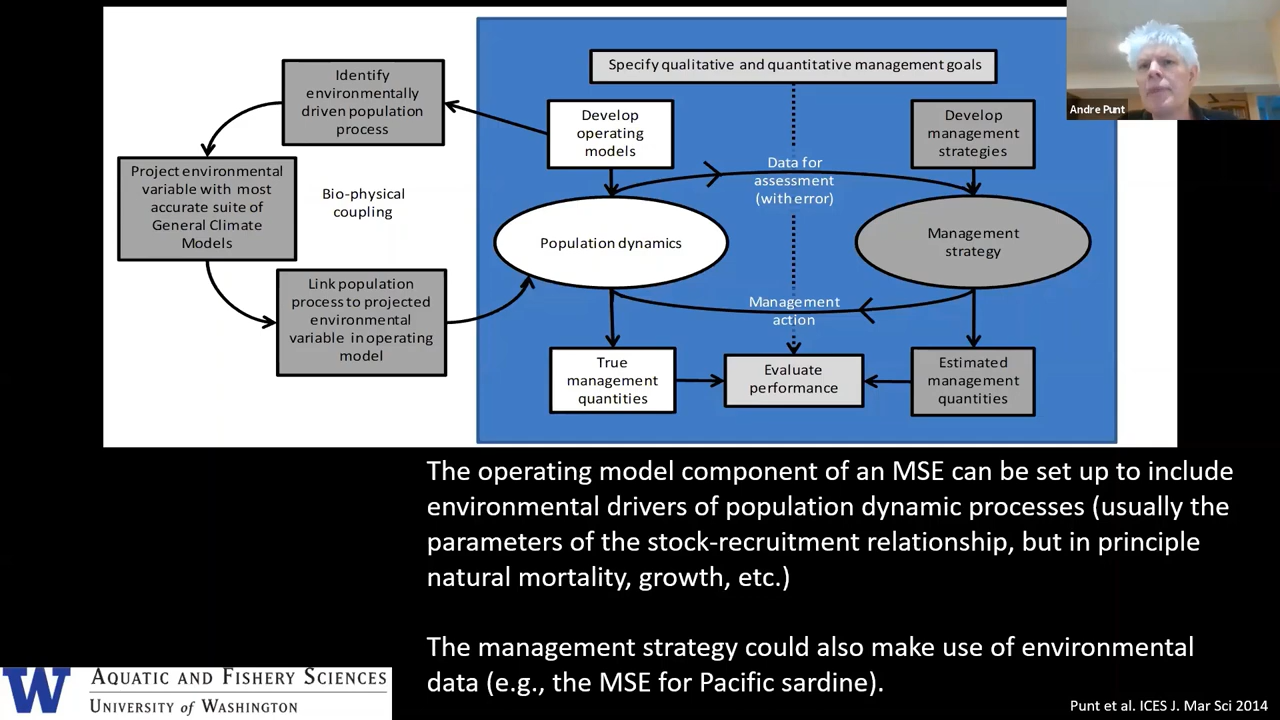 Identify
environmentally
driven population
process
Project environmental
variable with most
accurate suite of
General Climate
Models
Bio-physical
coupling
Link population
process to projected
environmental
variable in operating
model
Specify qualitative and quantitative management goals
Develop
operating
models
Develop
management
strategies
Data for
assessment
(with error)
Population dynamics
Management
strategy
Management
action
True
management
quantities
Evaluate
performance
Estimated
management
quantities
Andre Punt
The operating model component of an MSE can be set up to include
environmental drivers of population dynamic processes (usually the
parameters of the stock-recruitment relationship, but in principle
natural mortality, growth, etc.)
The management strategy could also make use of environmental
data (e.g., the MSE for Pacific sardine).
W
AQUATIC AND FISHERY SCIENCES
UNIVERSITY of WASHINGTON
Punt et al. ICES J. Mar Sci 2014